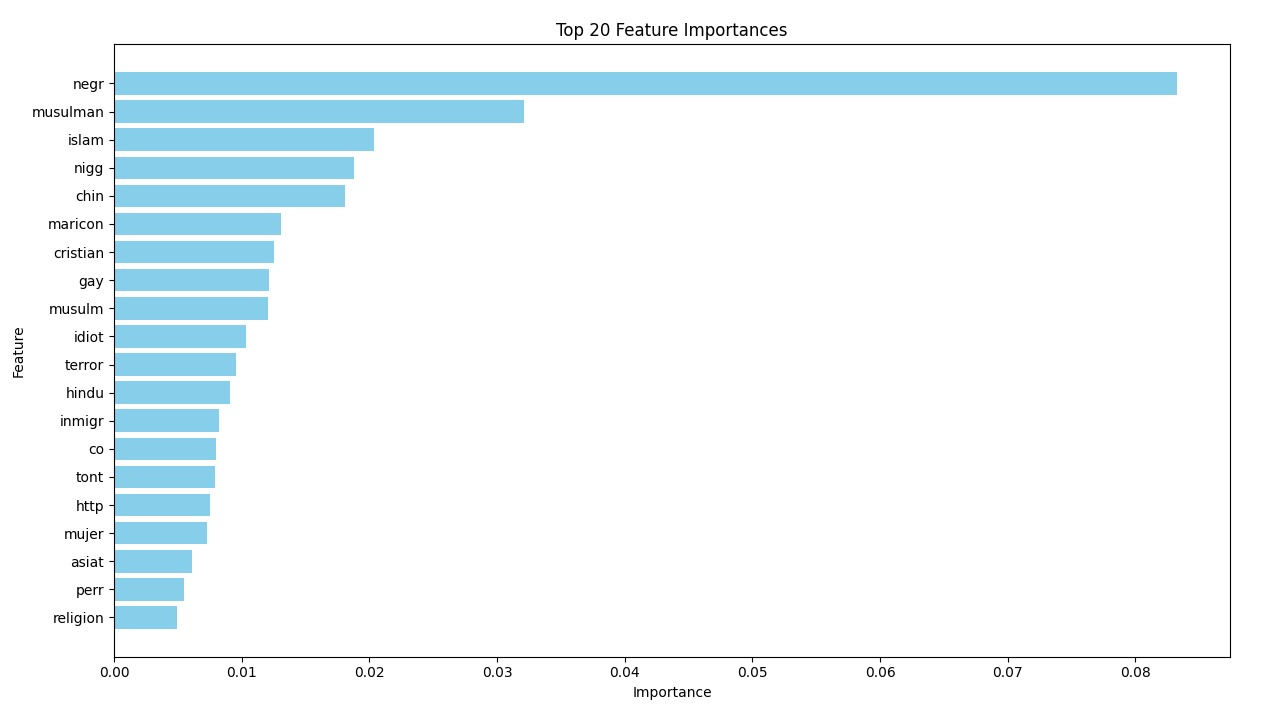 Top 20 Feature Importances
negr
musulman
islam
nigg
chin
maricon
cristian
gay
musulm
idiot
terror
hindu
inmigr
co
tont
http
mujer
asiat
perr
religion
Feature
0.00 0.01 0.02 0.03 0.04 0.05 0.06 0.07 0.08
Importance